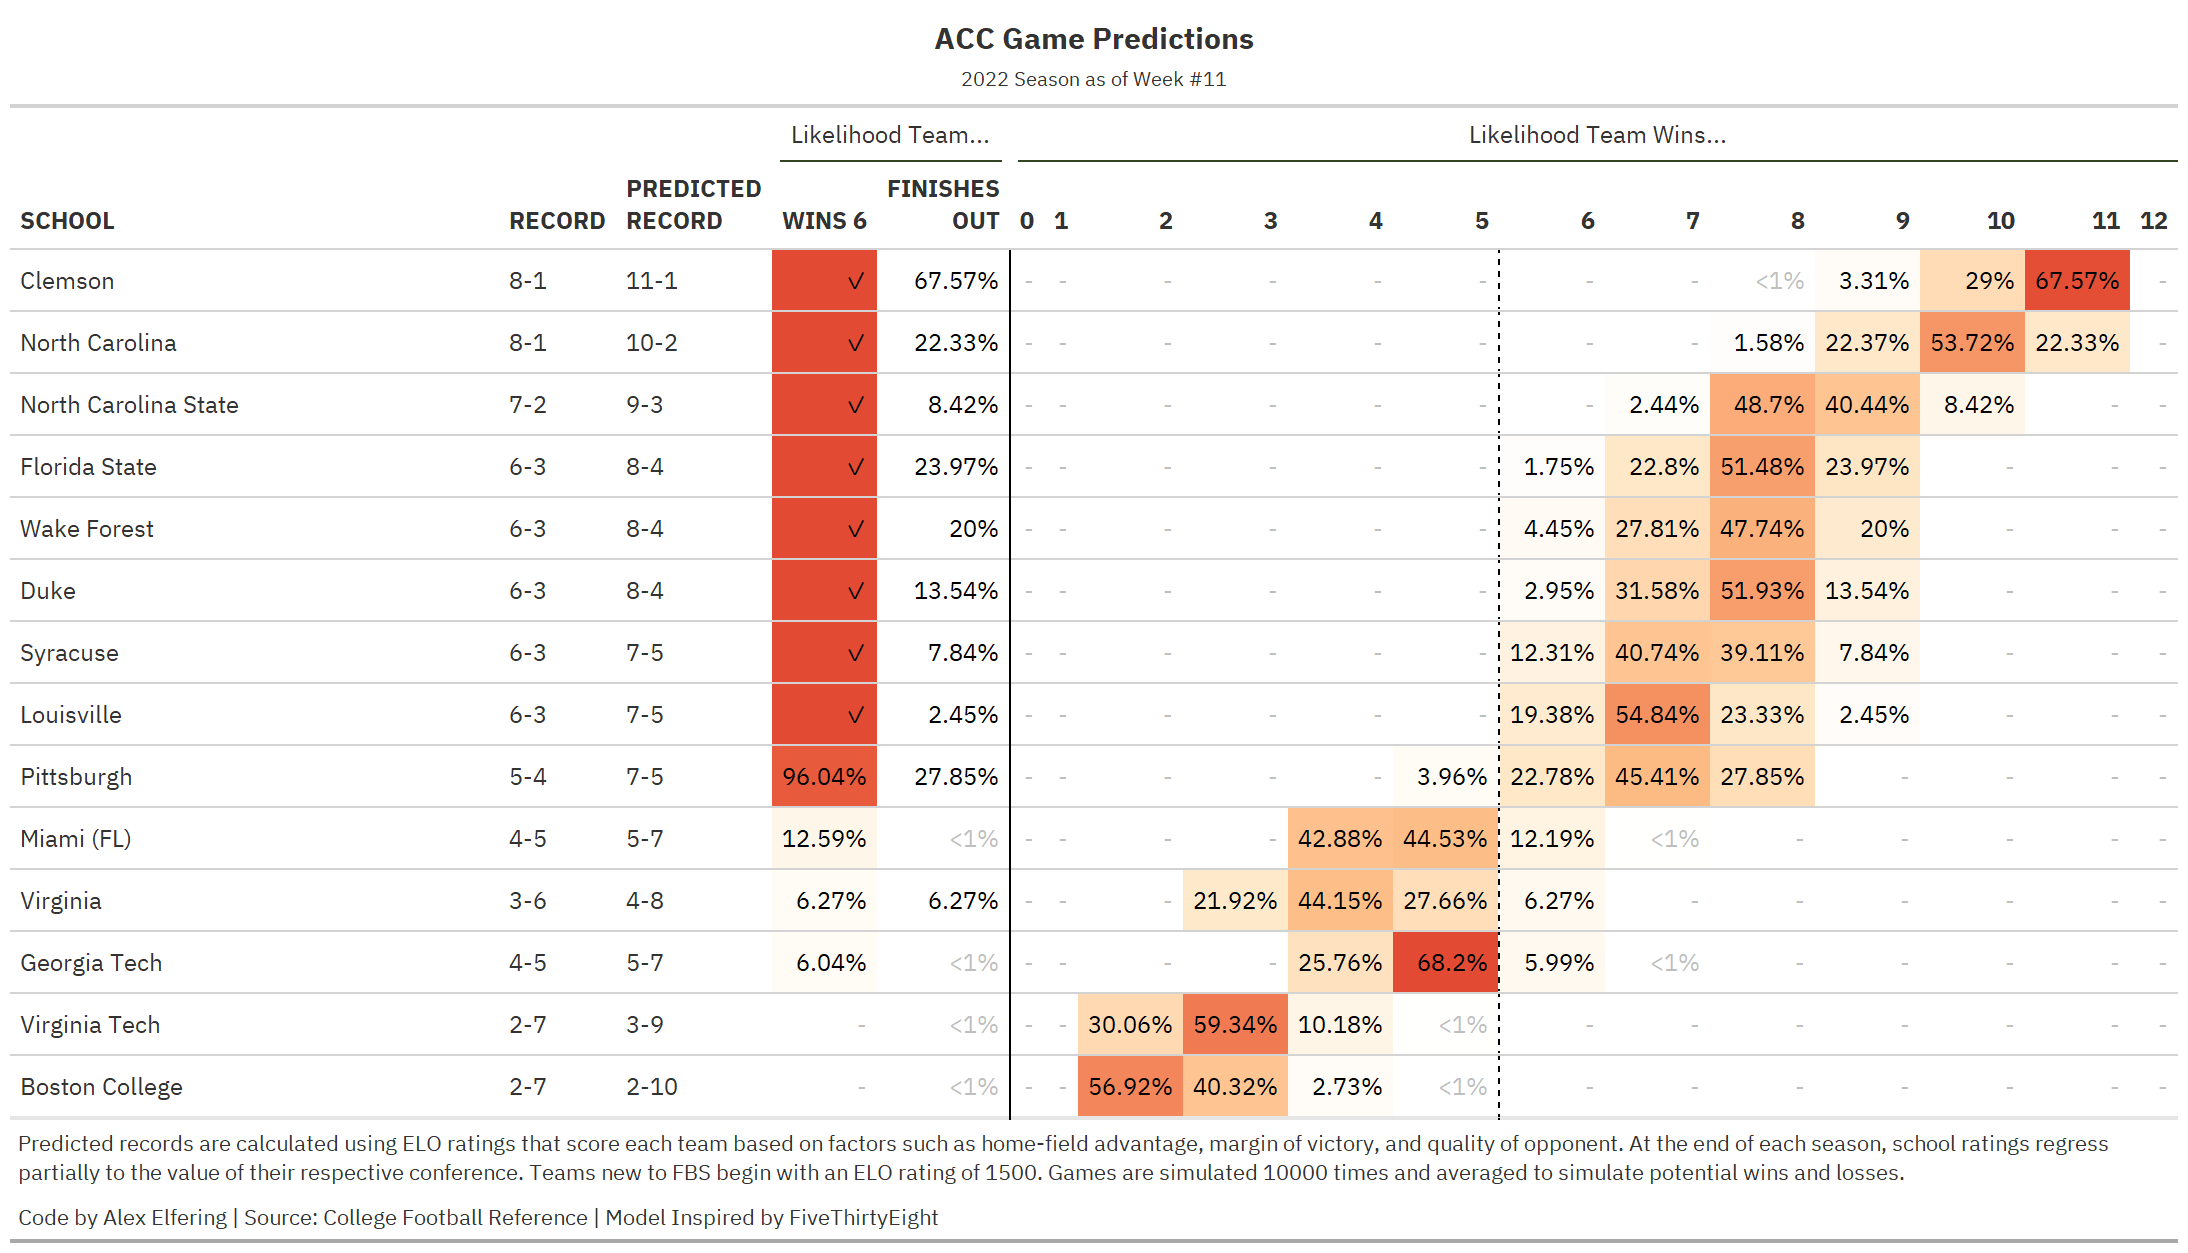 ACC Game Predictions
2022 Season as of Week #11
Likelihood Team... Likelihood Team Wins...
SCHOOL RECORD PREDICTED RECORD WINS 6 FINISHES OUT 0 1 2 3 4 5 6 7 8 9 10 11 12
Clemson 8-1 11-1 ✓ 67.57% - - - - - - - - <1% 3.31% 29% 67.57% -
North Carolina 8-1 10-2 ✓ 22.33% - - - - - - - - 1.58% 22.37% 53.72% 22.33% -
North Carolina State 7-2 9-3 ✓ 8.42% - - - - - - - 2.44% 48.7% 40.44% 8.42% - -
Florida State 6-3 8-4 ✓ 23.97% - - - - - - 1.75% 22.8% 51.48% 23.97% - - -
Wake Forest 6-3 8-4 ✓ 20% - - - - - - 4.45% 27.81% 47.74% 20% - - -
Duke 6-3 8-4 ✓ 13.54% - - - - - - 2.95% 31.58% 51.93% 13.54% - - -
Syracuse 6-3 7-5 ✓ 7.84% - - - - - - 12.31% 40.74% 39.11% 7.84% - - -
Louisville 6-3 7-5 ✓ 2.45% - - - - - - 19.38% 54.84% 23.33% 2.45% - - -
Pittsburgh 5-4 7-5 96.04% 27.85% - - - - - 3.96% 22.78% 45.41% 27.85% - - - -
Miami (FL) 4-5 5-7 12.59% <1% - - - - 42.88% 44.53% 12.19% <1% - - - - -
Virginia 3-6 4-8 6.27% 6.27% - - - 21.92% 44.15% 27.66% 6.27% - - - - - -
Georgia Tech 4-5 5-7 6.04% <1% - - - - 25.76% 68.2% 5.99% <1% - - - - -
Virginia Tech 2-7 3-9 - <1% - - 30.06% 59.34% 10.18% <1% - - - - - - -
Boston College 2-7 2-10 - <1% - - 56.92% 40.32% 2.73% <1% - - - - - - -
Predicted records are calculated using ELO ratings that score each team based on factors such as home-field advantage, margin of victory, and quality of opponent. At the end of each season, school ratings regress
partially to the value of their respective conference. Teams new to FBS begin with an ELO rating of 1500. Games are simulated 10000 times and averaged to simulate potential wins and losses.
Code by Alex Elfering | Source: College Football Reference | Model Inspired by FiveThirtyEight